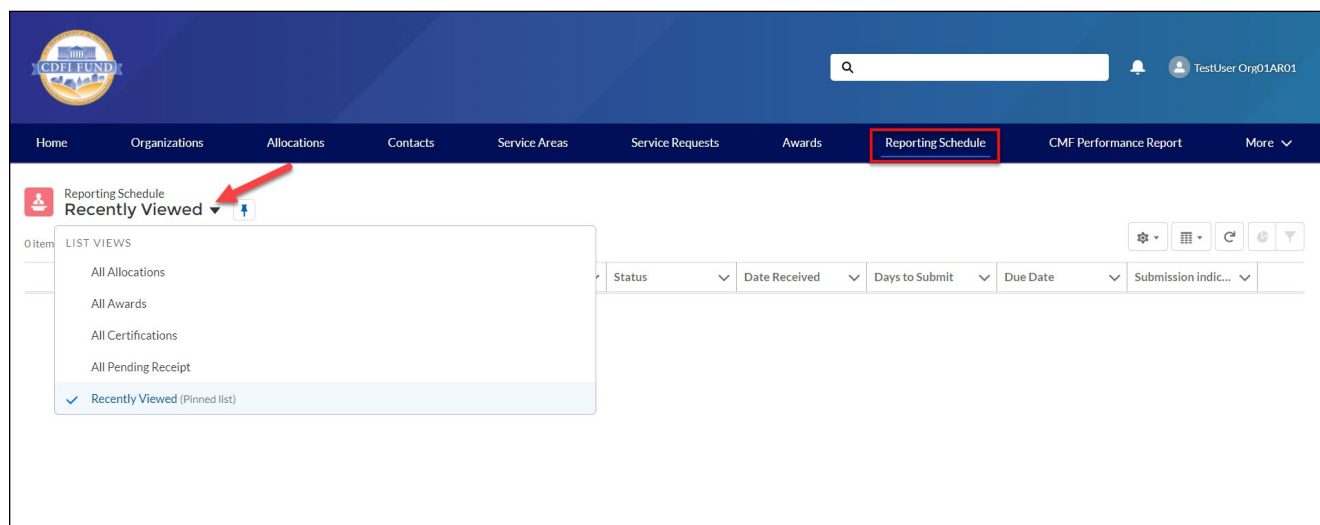 CDFI FUND
TestUser Org01AR01
Home Organizations Allocations Contacts Service Areas Service Requests Awards Reporting Schedule CMF Performance Report More
Reporting Schedule
Recently Viewed
0 item
LIST VIEWS
All Allocations
All Awards
All Certifications
All Pending Receipt
Recently Viewed (Pinned list)
Status Date Received Days to Submit Due Date Submission indic...